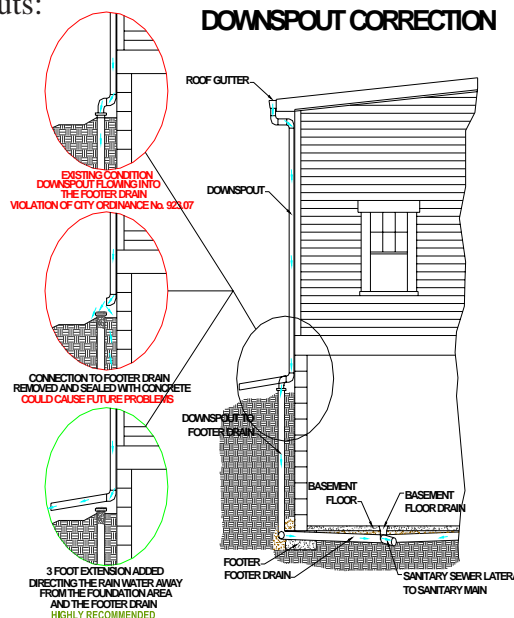 uts:
DOWNSPOUT CORRECTION
ROOF GUTTER
EXISTING CONDITION
DOWNSPOUT FLOWING INTO
THE FOOTER DRAIN
VIOLATION OF CITY ORDINANCE No. 923.07
DOWNSPOUT
CONNECTION TO FOOTER DRAIN
REMOVED AND SEALED WITH CONCRETE
COULD CAUSE FUTURE PROBLEMS
DOWNSPOUT TO
FOOTER DRAIN
BASEMENT
FLOOR
BASEMENT
FLOOR DRAIN
FOOTER
FOOTER DRAIN
SANITARY SEWER LATERA
TO SANITARY MAIN
3 FOOT EXTENSION ADDED
DIRECTING THE RAIN WATER AWAY
FROM THE FOUNDATION AREA
AND THE FOOTER DRAIN
HIGHLY RECOMMENDED